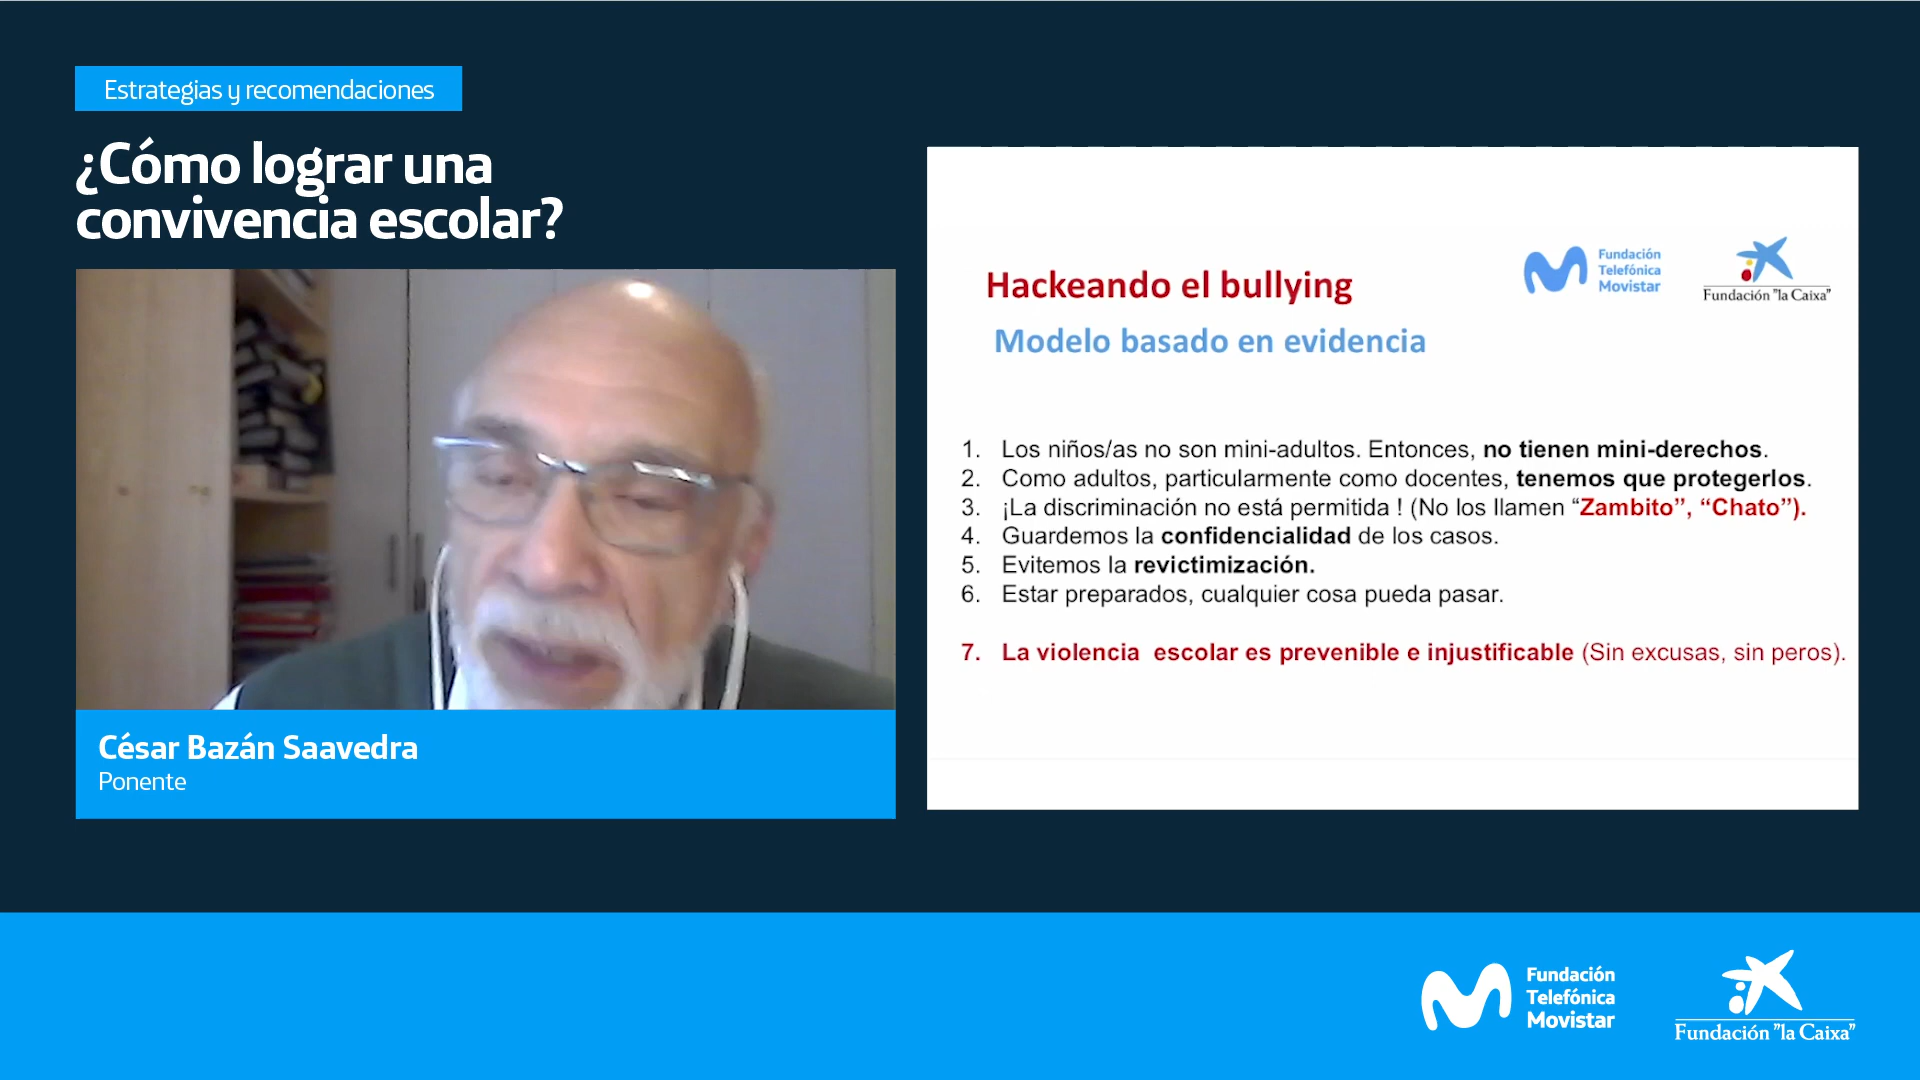 Estrategias y recomendaciones
¿Cómo lograr una
convivencia escolar?
César Bazán Saavedra
Ponente
Hackeando el bullying
Modelo basado en evidencia
Fundación
Telefónica
Movistar
Fundación "la Caixa"
1. Los niños/as no son mini-adultos. Entonces, no tienen mini-derechos.
2. Como adultos, particularmente como docentes, tenemos que protegerlos.
3. ¡La discriminación no está permitida ! (No los llamen “Zambito”, “Chato”).
4. Guardemos la confidencialidad de los casos.
5. Evitemos la revictimización.
6. Estar preparados, cualquier cosa pueda pasar.
7. La violencia  escolar es prevenible e injustificable (Sin excusas, sin peros).
Fundación
Telefónica
Movistar
Fundación "la Caixa"